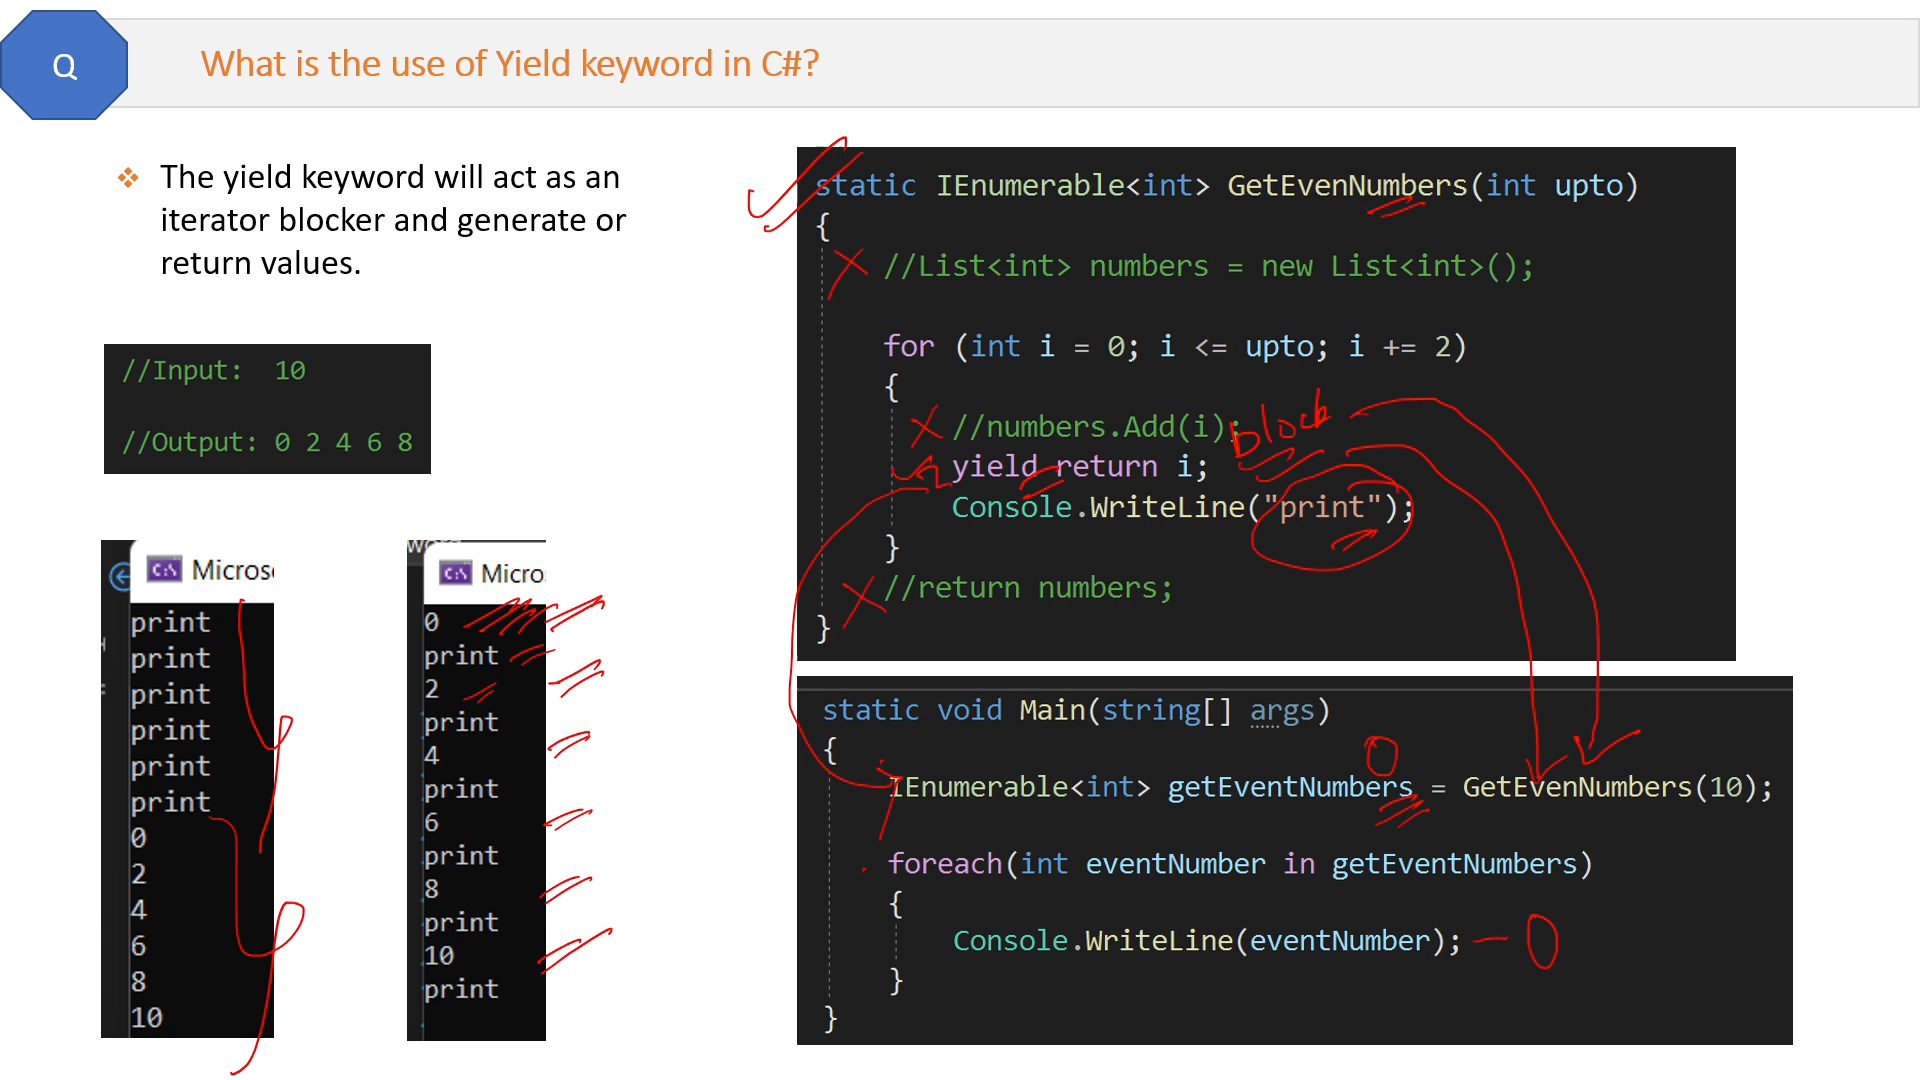 Q
What is the use of Yield keyword in C#?
❖ The yield keyword will act as an
iterator blocker and generate or
return values.
//Input:  10
//Output: 0 2 4 6 8
Micros
print
print
print
print
print
print
0
2
4
6
8
10
Micro
0
print
2
print
4
print
6
print
8
print
10
print
static IEnumerable<int> GetEvenNumbers(int upto)
{
//List<int> numbers = new List<int>();
for (int i = 0; i <= upto; i += 2)
{
//numbers.Add(i);
block
yield return i;
Console.WriteLine("print");
}
//return numbers;
}
static void Main(string[] args)
{
0
IEnumerable<int> getEventNumbers = GetEvenNumbers(10);
foreach(int eventNumber in getEventNumbers)
{
Console.WriteLine(eventNumber); - 0
}
}